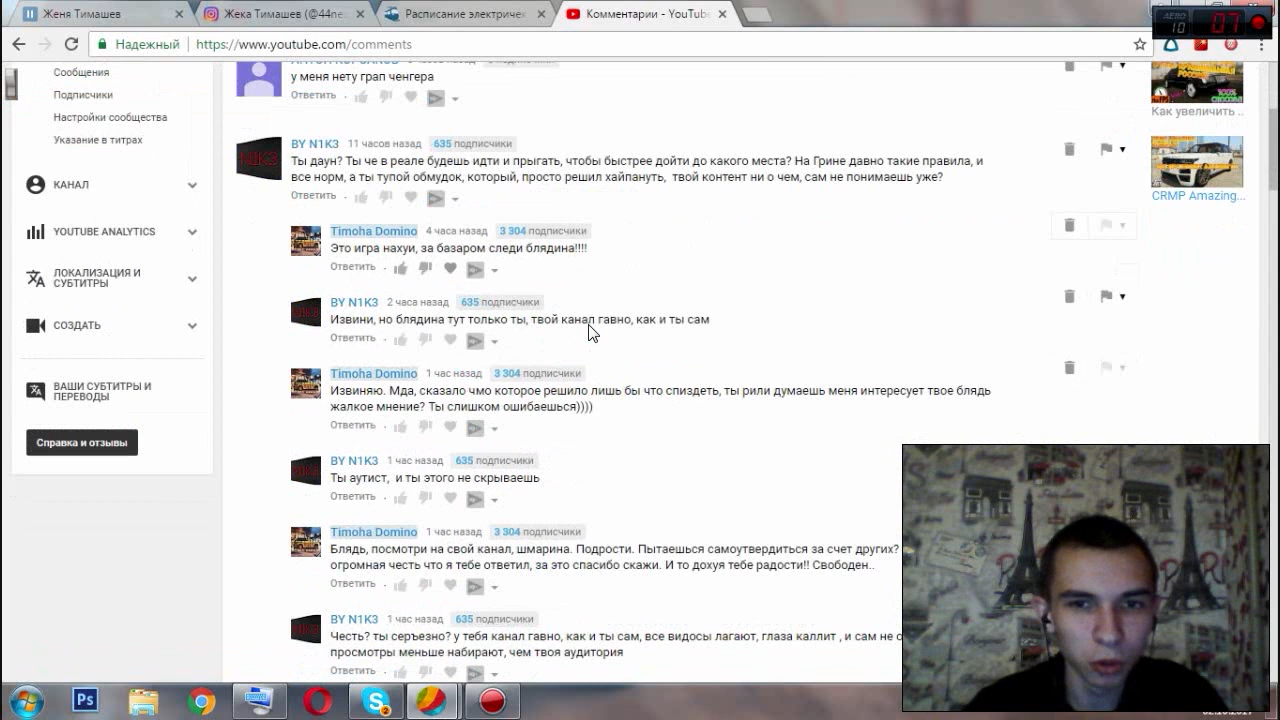 Женя Тимашев
Жека Тимашев (@44ne
Расписание электричес
Комментарии - YouTub
AERO
10
07
Надежный
https://www.youtube.com/comments
Сообщения
Подписчики
Настройки сообщества
Указание в титрах
КАНАЛ
YOUTUBE ANALYTICS
ЛОКАЛИЗАЦИЯ И
СУБТИТРЫ
СОЗДАТЬ
ВАШИ СУБТИТРЫ И
ПЕРЕВОДЫ
Справка и отзывы
у меня нету грап ченгера
Ответить
BY N1K3 11 часов назад 635 подписчики
Ты даун? Ты че в реале будешь идти и прыгать, чтобы быстрее дойти до какого места? На Грине давно такие правила, и
все норм, а ты тупой обмудок, который, просто решил хайпануть, твой контент ни о чем, сам не понимаешь уже?
Ответить
Timoha Domino 4 часа назад 3 304 подписчики
Это игра нахуи, за базаром следи блядина!!!!
Ответить
BY N1K3 2 часа назад 635 подписчики
Извини, но блядина тут только ты, твой канал гавно, как и ты сам
Ответить
Timoha Domino 1 час назад 3 304 подписчики
Извиняю. Мда, сказало чмо которое решило лишь бы что спиздеть, ты рили думаешь меня интересует твое блядь
жалкое мнение? Ты слишком ошибаешься))))
Ответить
BY N1K3 1 час назад 635 подписчики
Ты аутист, и ты этого не скрываешь
Ответить
Timoha Domino 1 час назад 3 304 подписчики
Блядь, посмотри на свой канал, шмарина. Подрости. Пытаешься самоутвердиться за счет других?
огромная честь что я тебе ответил, за это спасибо скажи. И то дохуя тебе радости!! Свободен..
Ответить
BY N1K3 1 час назад 635 подписчики
Честь? ты серъезно? у тебя канал гавно, как и ты сам, все видосы лагают, глаза каллит , и сам не о
просмотры меньше набирают, чем твоя аудитория
Ответить
Как увеличить ..
CRMP Amazing...
Ps